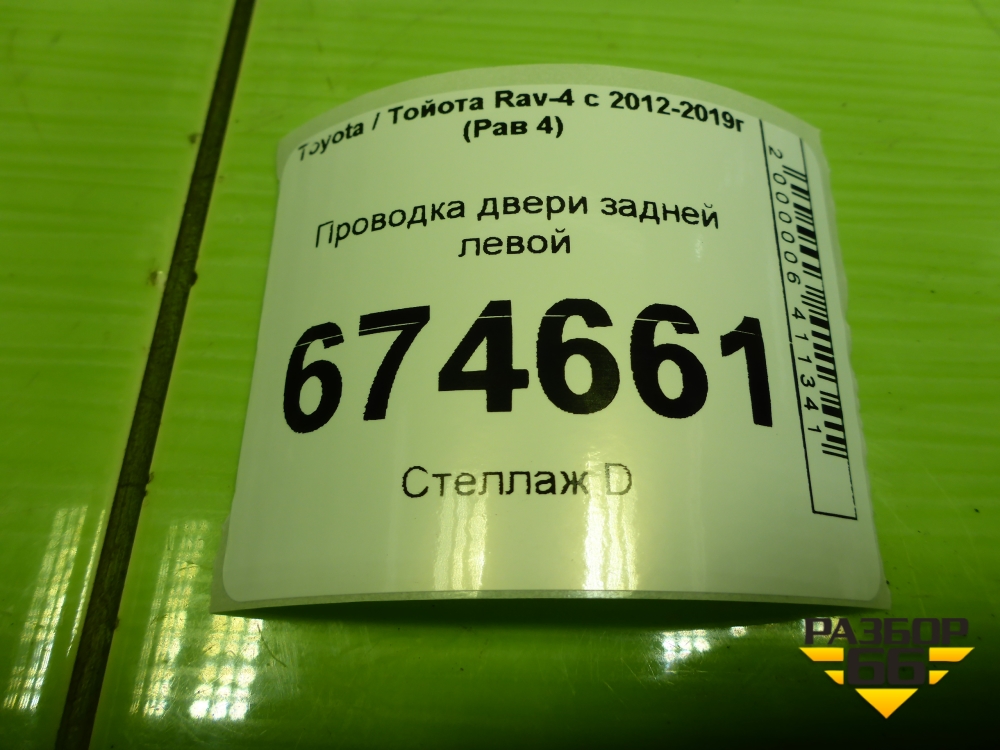 Toyota / Тойота Rav-4 с 2012-2019г
(Рав 4)
Проводка двери задней
левой
674661
Стеллаж D
2000006411341
РАЗБОР
66